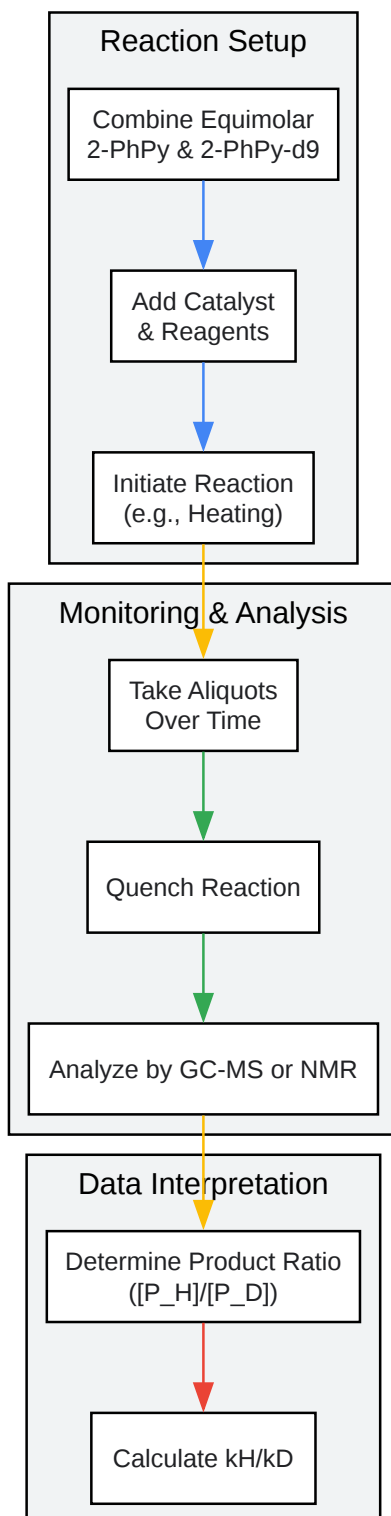 Reaction Setup
Combine Equimolar
2-PhPy & 2-PhPy-d9
Add Catalyst
& Reagents
Initiate Reaction
(e.g., Heating)
Monitoring & Analysis
Take Aliquots
Over Time
Quench Reaction
Analyze by GC-MS or NMR
Data Interpretation
Determine Product Ratio
([P_H]/[P_D])
Calculate kH/kD